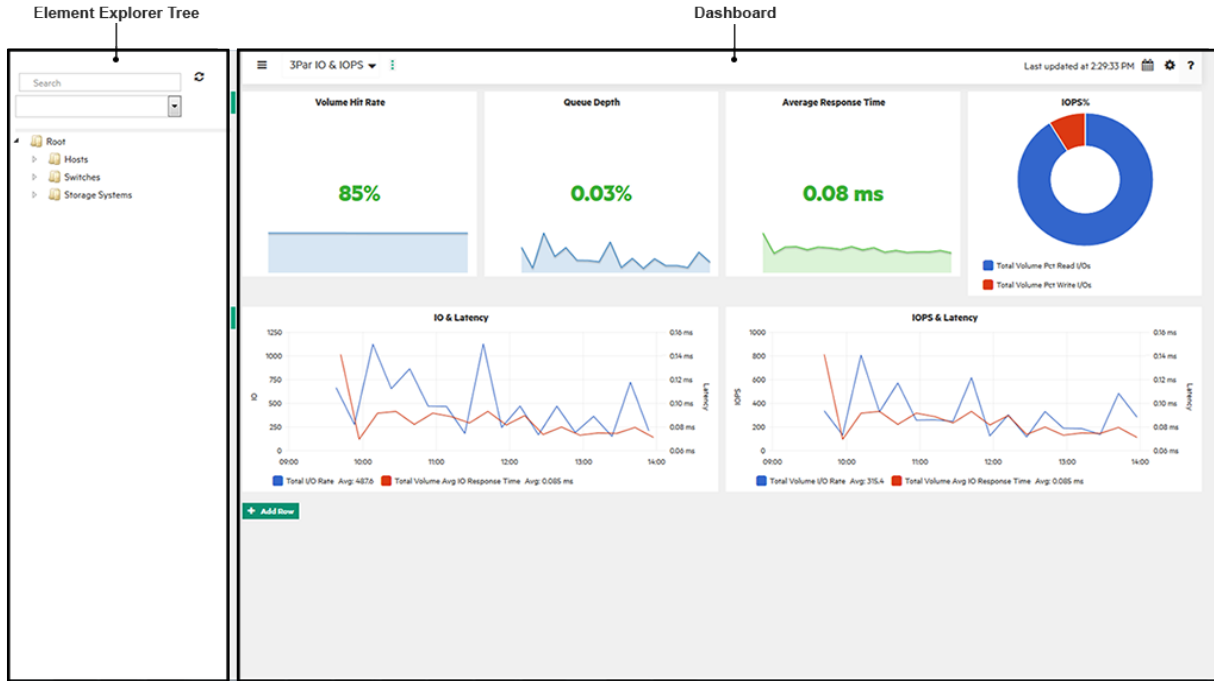 Element Explorer Tree
Dashboard
Search
Root
Hosts
Switches
Storage Systems
3Par IO & IOPS
Last updated at 2:29:33 PM
?
Volume Hit Rate
85%
Queue Depth
0.03%
Average Response Time
0.08 ms
IOPS%
Total Volume Pct Read I/Os
Total Volume Pct Write I/Os
IO & Latency
1250
1000
750
500
250
0
IO
0.16 ms
0.14 ms
0.12 ms
0.10 ms
0.08 ms
0.06 ms
Latency
09:00 10:00 11:00 12:00 13:00 14:00
Total I/O Rate Avg: 487.6 Total Volume Avg IO Response Time Avg: 0.085 ms
IOPS & Latency
1000
800
600
400
200
0
IOPS
0.16 ms
0.14 ms
0.12 ms
0.10 ms
0.08 ms
0.06 ms
Latency
09:00 10:00 11:00 12:00 13:00 14:00
Total Volume I/O Rate Avg: 315.4 Total Volume Avg IO Response Time Avg: 0.085 ms
+ Add Row